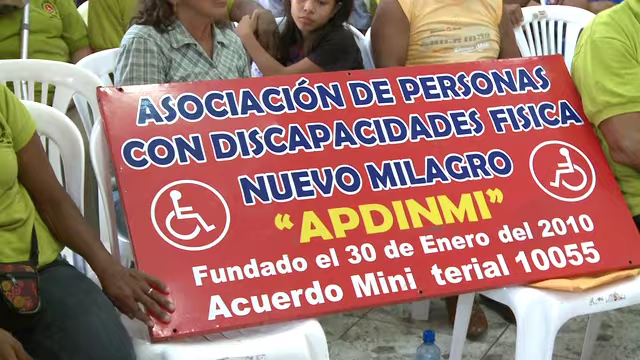 ASOCIACIÓN DE PERSONAS
CON DISCAPACIDADES FISICA
NUEVO MILAGRO
“APDINMI”
Fundado el 30 de Enero del 2010
Acuerdo Mini terial 10055